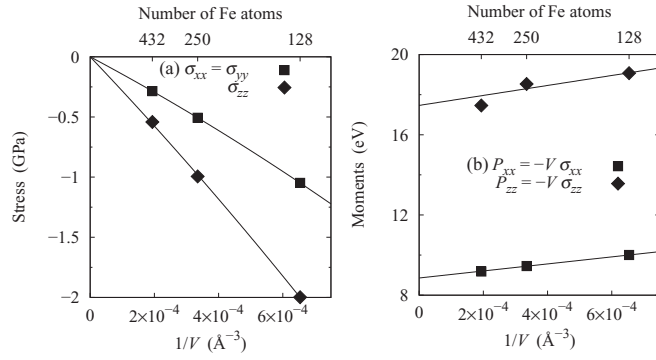 Number of Fe atoms
432 250 128
0
−0.5
−1
−1.5
−2
Stress (GPa)
(a) σxx = σyy
σzz
0 2×10⁻⁴ 4×10⁻⁴ 6×10⁻⁴
1/V (Å⁻³)
Number of Fe atoms
432 250 128
20
18
16
14
12
10
8
Moments (eV)
(b) Pxx = −V σxx
Pzz = −V σzz
0 2×10⁻⁴ 4×10⁻⁴ 6×10⁻⁴
1/V (Å⁻³)